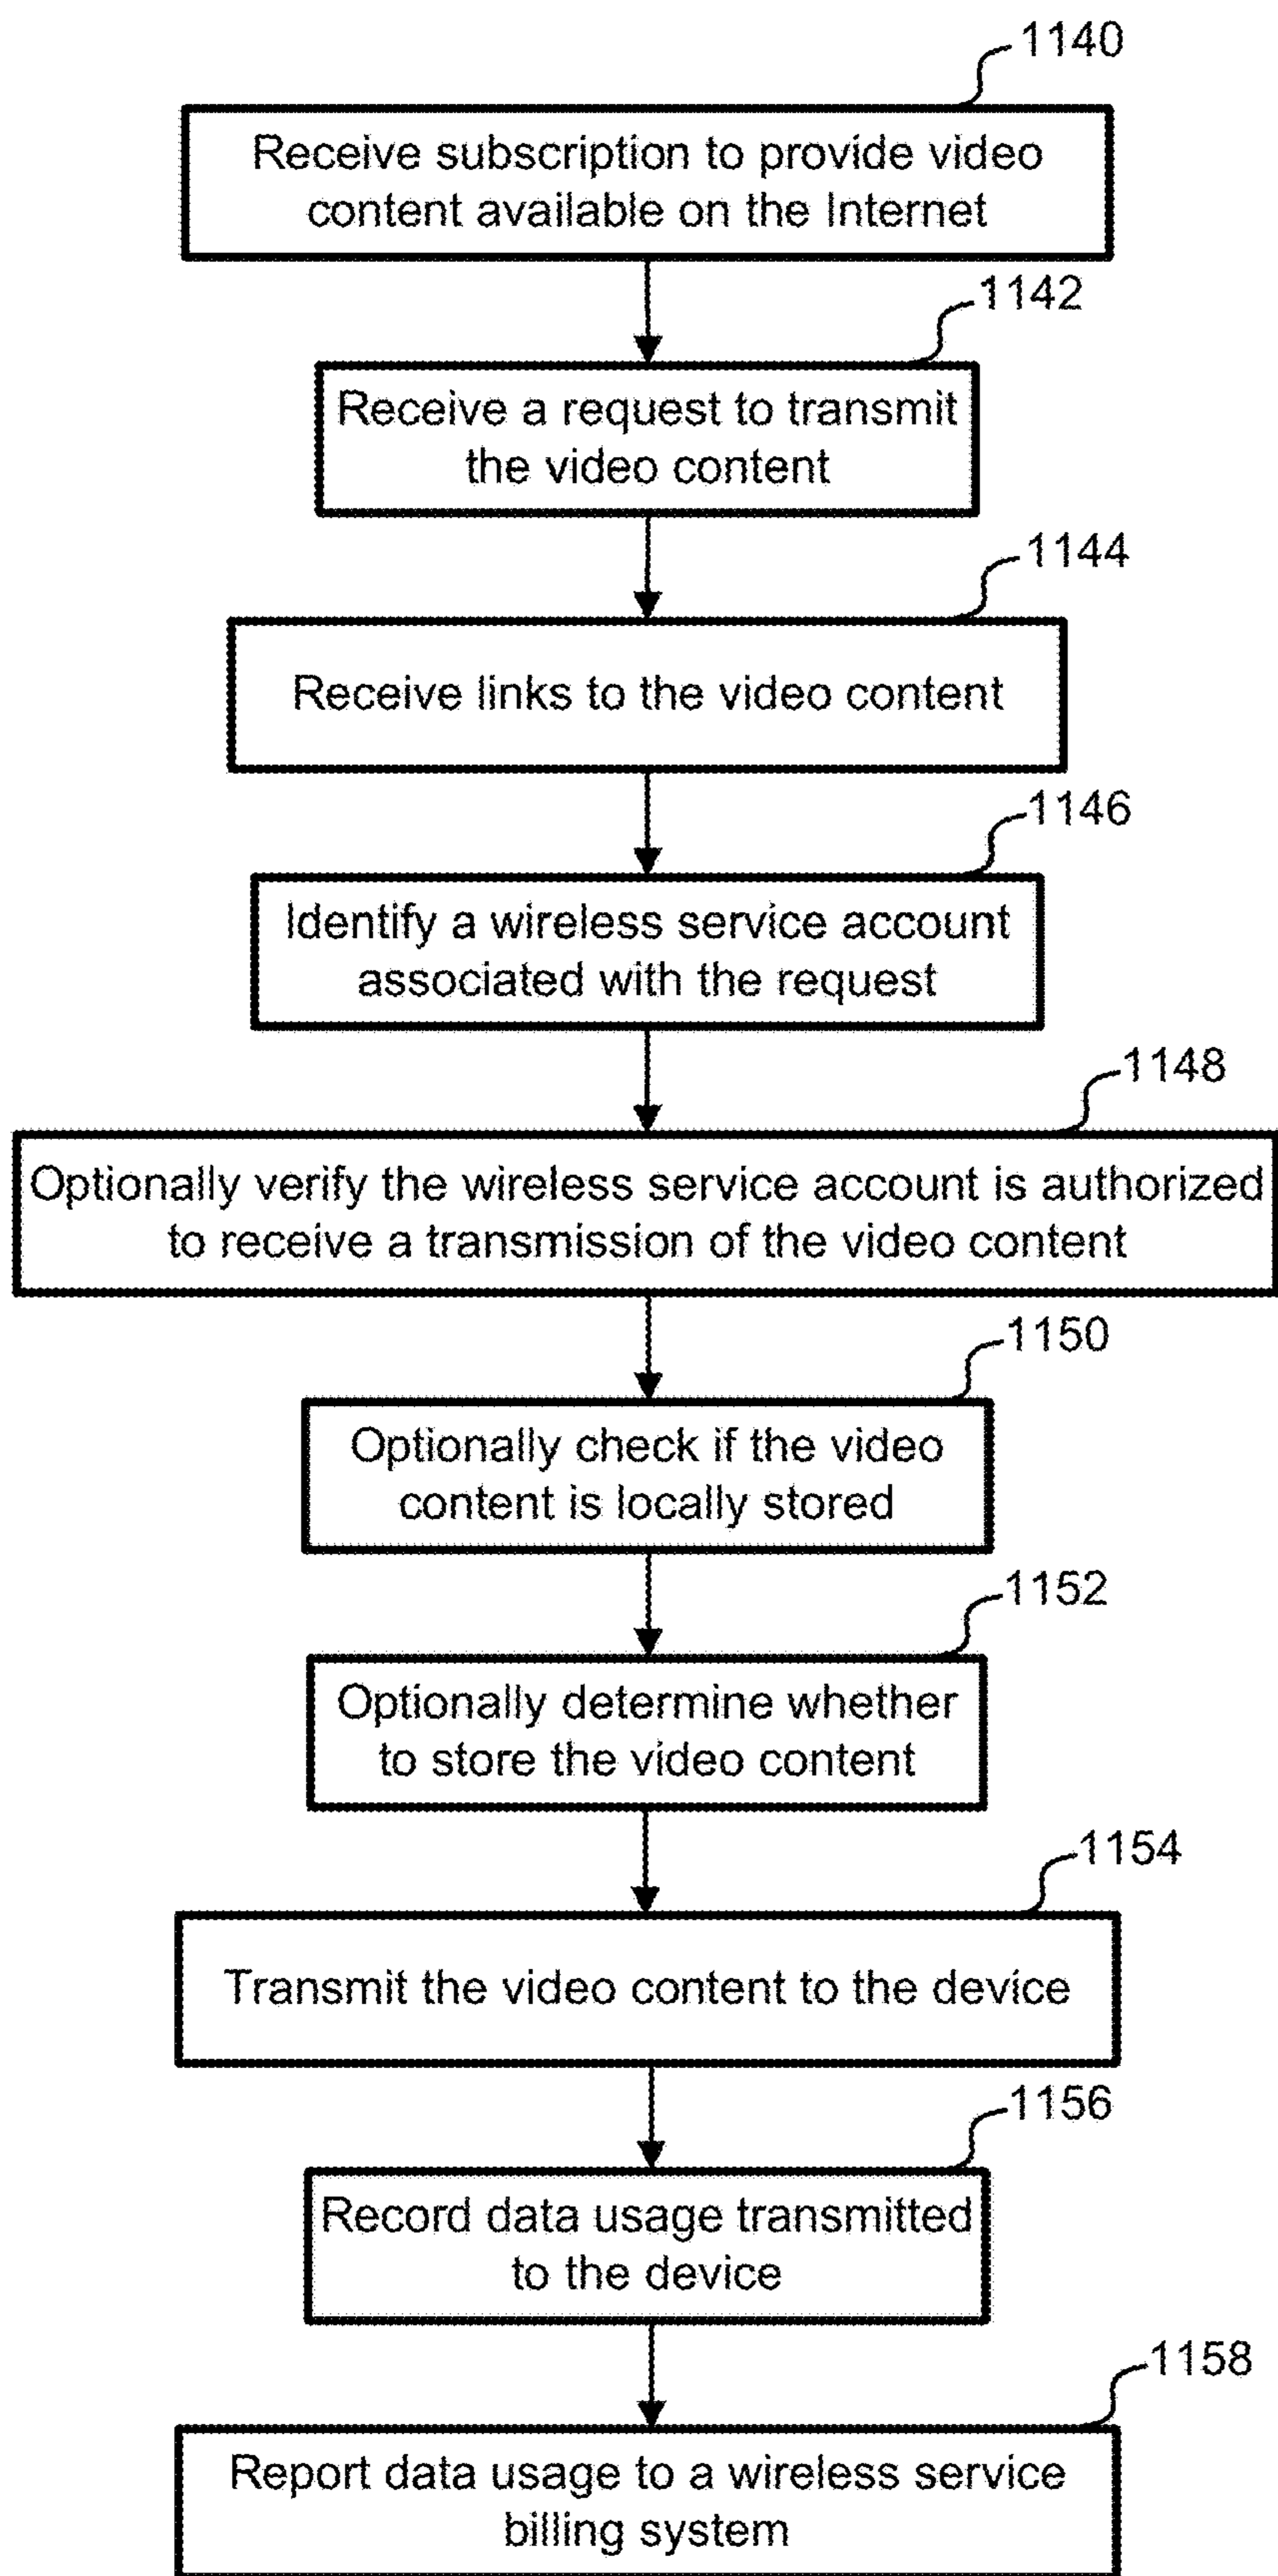 1140
Receive subscription to provide video
content available on the Internet
1142
Receive a request to transmit
the video content
1144
Receive links to the video content
1146
Identify a wireless service account
associated with the request
1148
Optionally verify the wireless service account is authorized
to receive a transmission of the video content
1150
Optionally check if the video
content is locally stored
1152
Optionally determine whether
to store the video content
1154
Transmit the video content to the device
1156
Record data usage transmitted
to the device
1158
Report data usage to a wireless service
billing system